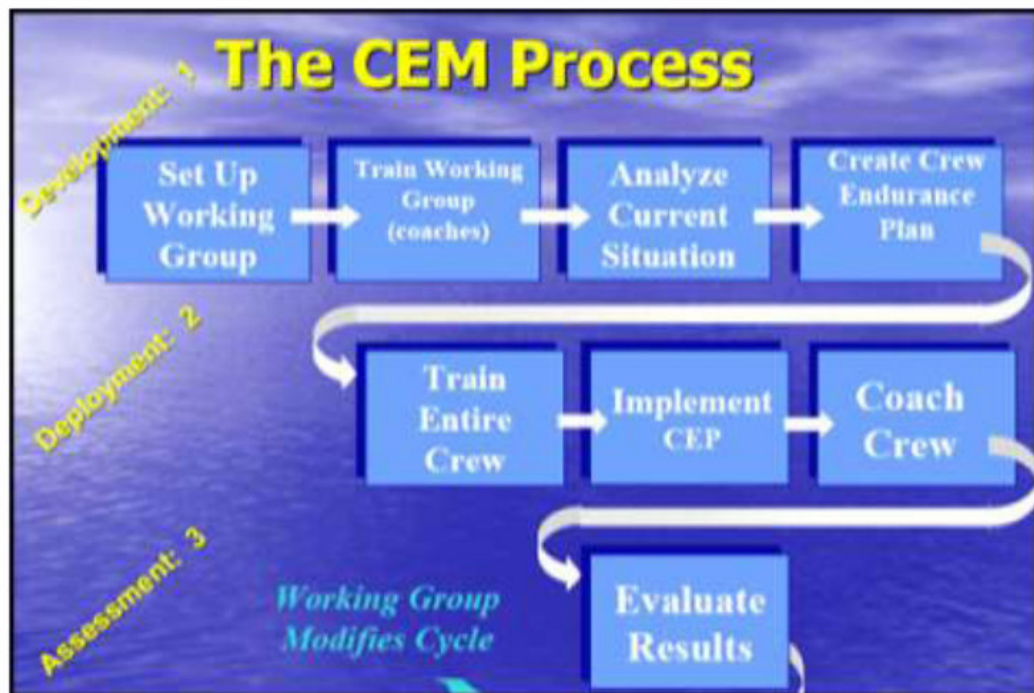 The CEM Process
Development: 1
Set Up
Working
Group
Train Working
Group
(coaches)
Analyze
Current
Situation
Create Crew
Endurance
Plan
Deployment: 2
Train
Entire
Crew
Implement
CEP
Coach
Crew
Assessment: 3
Working Group
Modifies Cycle
Evaluate
Results